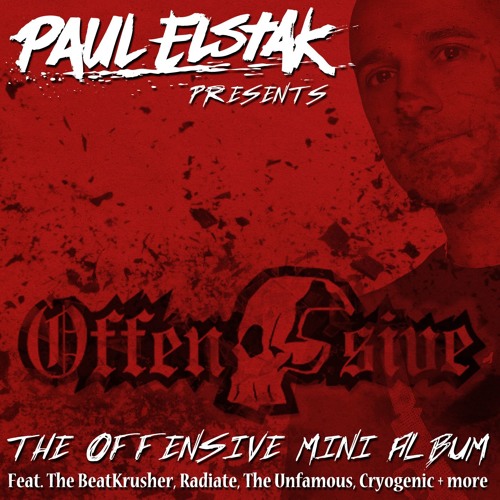 PAUL ELSTAK
PRESENTS
Offensive
THE OFFENSIVE MINI ALBUM
Feat. The BeatKrusher, Radiate, The Unfamous, Cryogenic + more